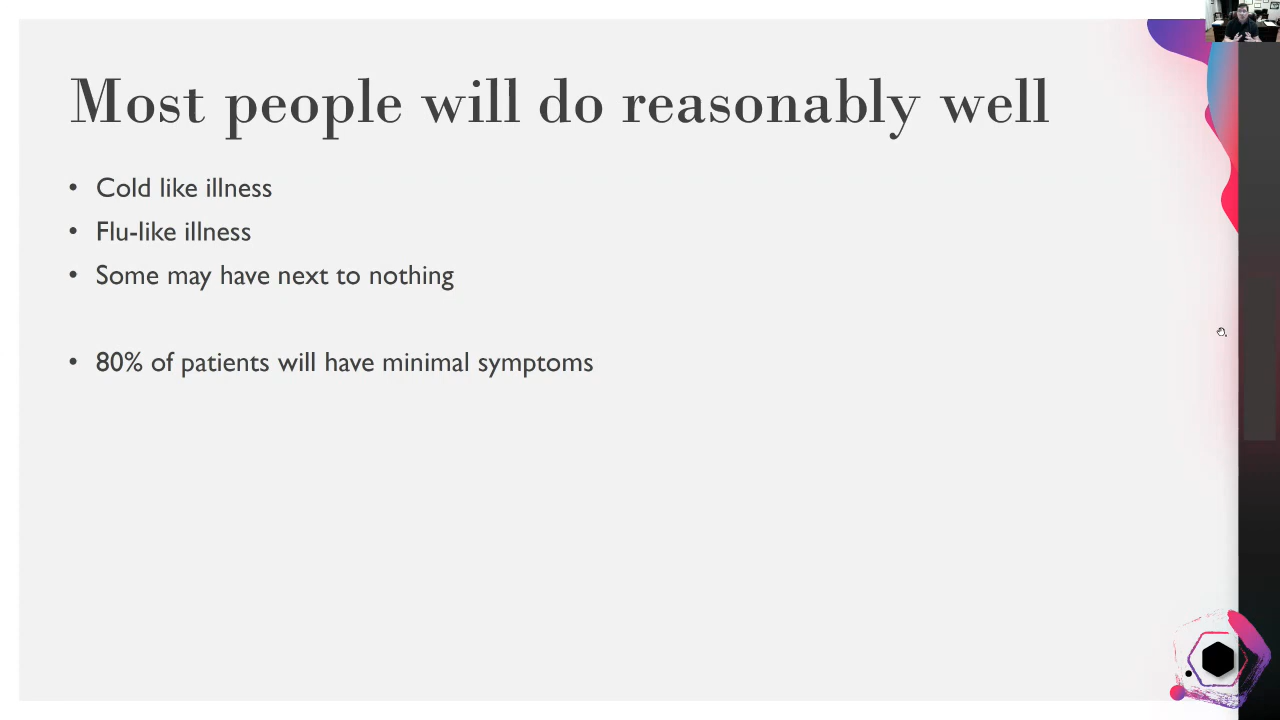 Most people will do reasonably well
• Cold like illness
• Flu-like illness
• Some may have next to nothing
• 80% of patients will have minimal symptoms